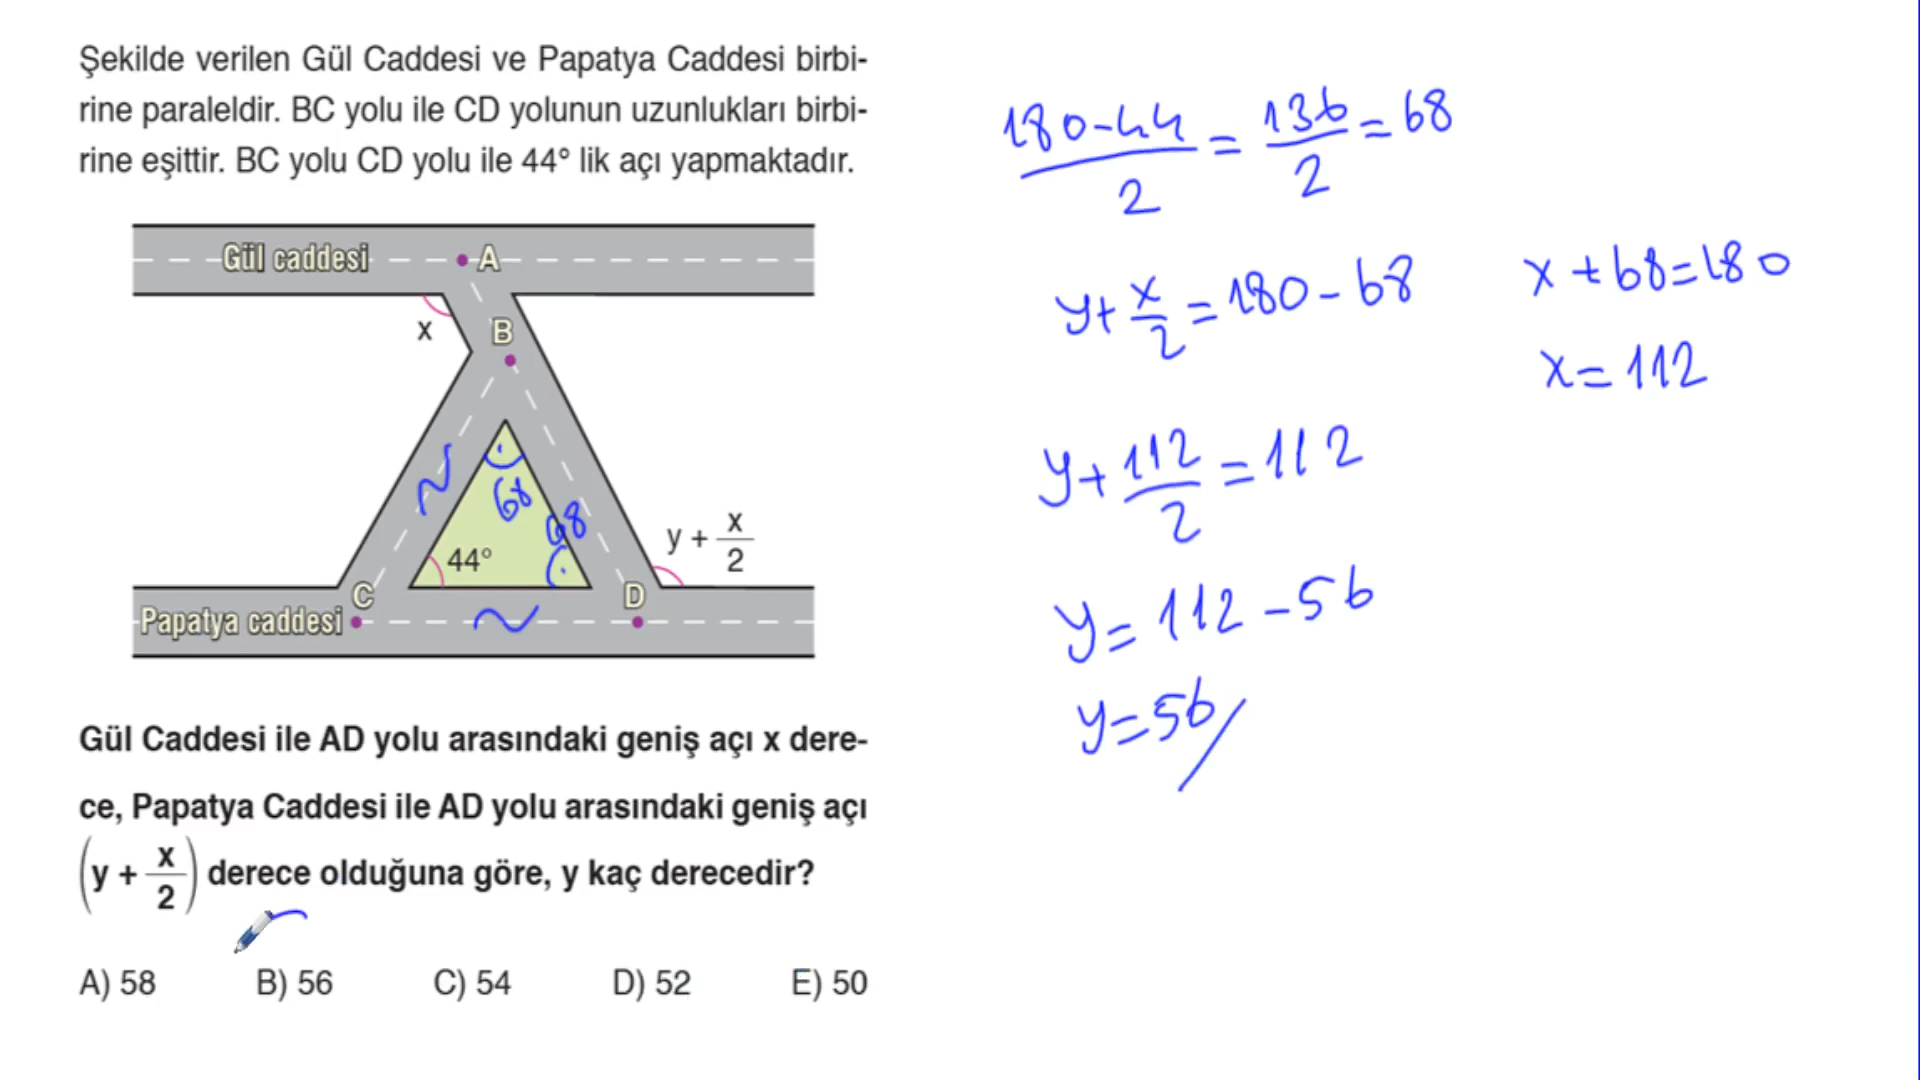 Şekilde verilen Gül Caddesi ve Papatya Caddesi birbi-
rine paraleldir. BC yolu ile CD yolunun uzunlukları birbi-
rine eşittir. BC yolu CD yolu ile 44° lik açı yapmaktadır.
Gül caddesi
A
x
B
68
68
44°
y + x/2
C
D
Papatya caddesi
Gül Caddesi ile AD yolu arasındaki geniş açı x dere-
ce, Papatya Caddesi ile AD yolu arasındaki geniş açı
(y + x/2) derece olduğuna göre, y kaç derecedir?
A) 58 B) 56 C) 54 D) 52 E) 50
180-44/2 = 136/2 = 68
y + x/2 = 180 - 68
x + 68 = 180
x = 112
y + 112/2 = 112
y = 112 - 56
y = 56